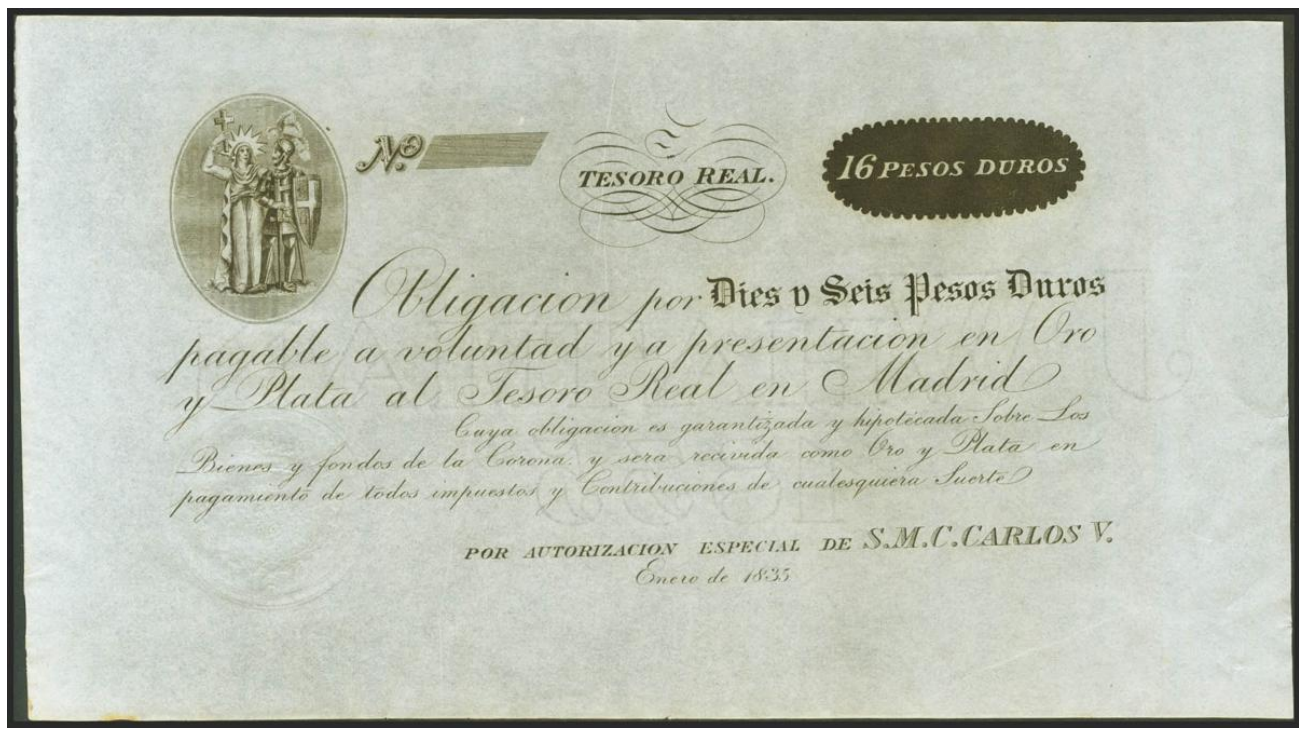 No.
TESORO REAL.
16 PESOS DUROS
Obligacion por Dies y Seis Pesos Duros
pagable a voluntad y a presentacion en Oro
y Plata al Tesoro Real en Madrid
Cuya obligacion es garantizada y hipotécada Sobre Los
Bienes y fondos de la Corona. y sera recivida como Oro y Plata en
pagamiento de todos impuestos y Contribuciones de cualesquiera Suerte
POR AUTORIZACION ESPECIAL DE S.M.C.CARLOS V.
Enero de 1835